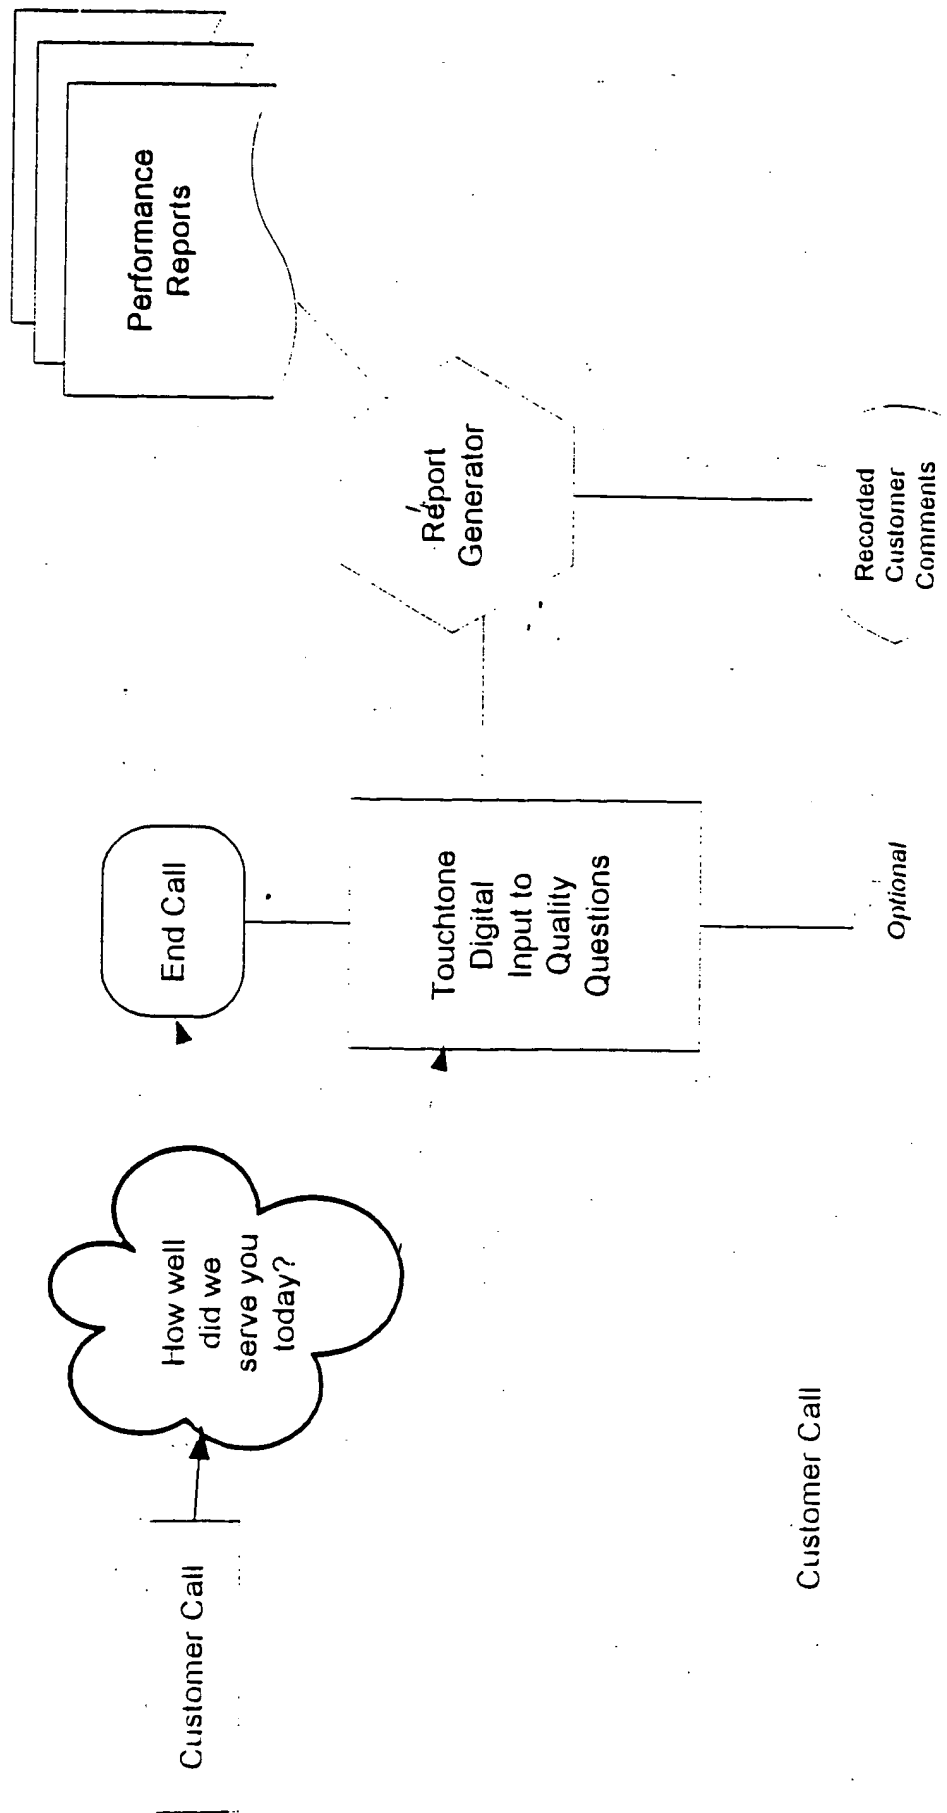 Customer Call
How well
did we
serve you
today?
End Call
Touchtone
Digital
Input to
Quality
Questions
Optional
Report
Generator
Performance
Reports
Recorded
Customer
Comments
Customer Call